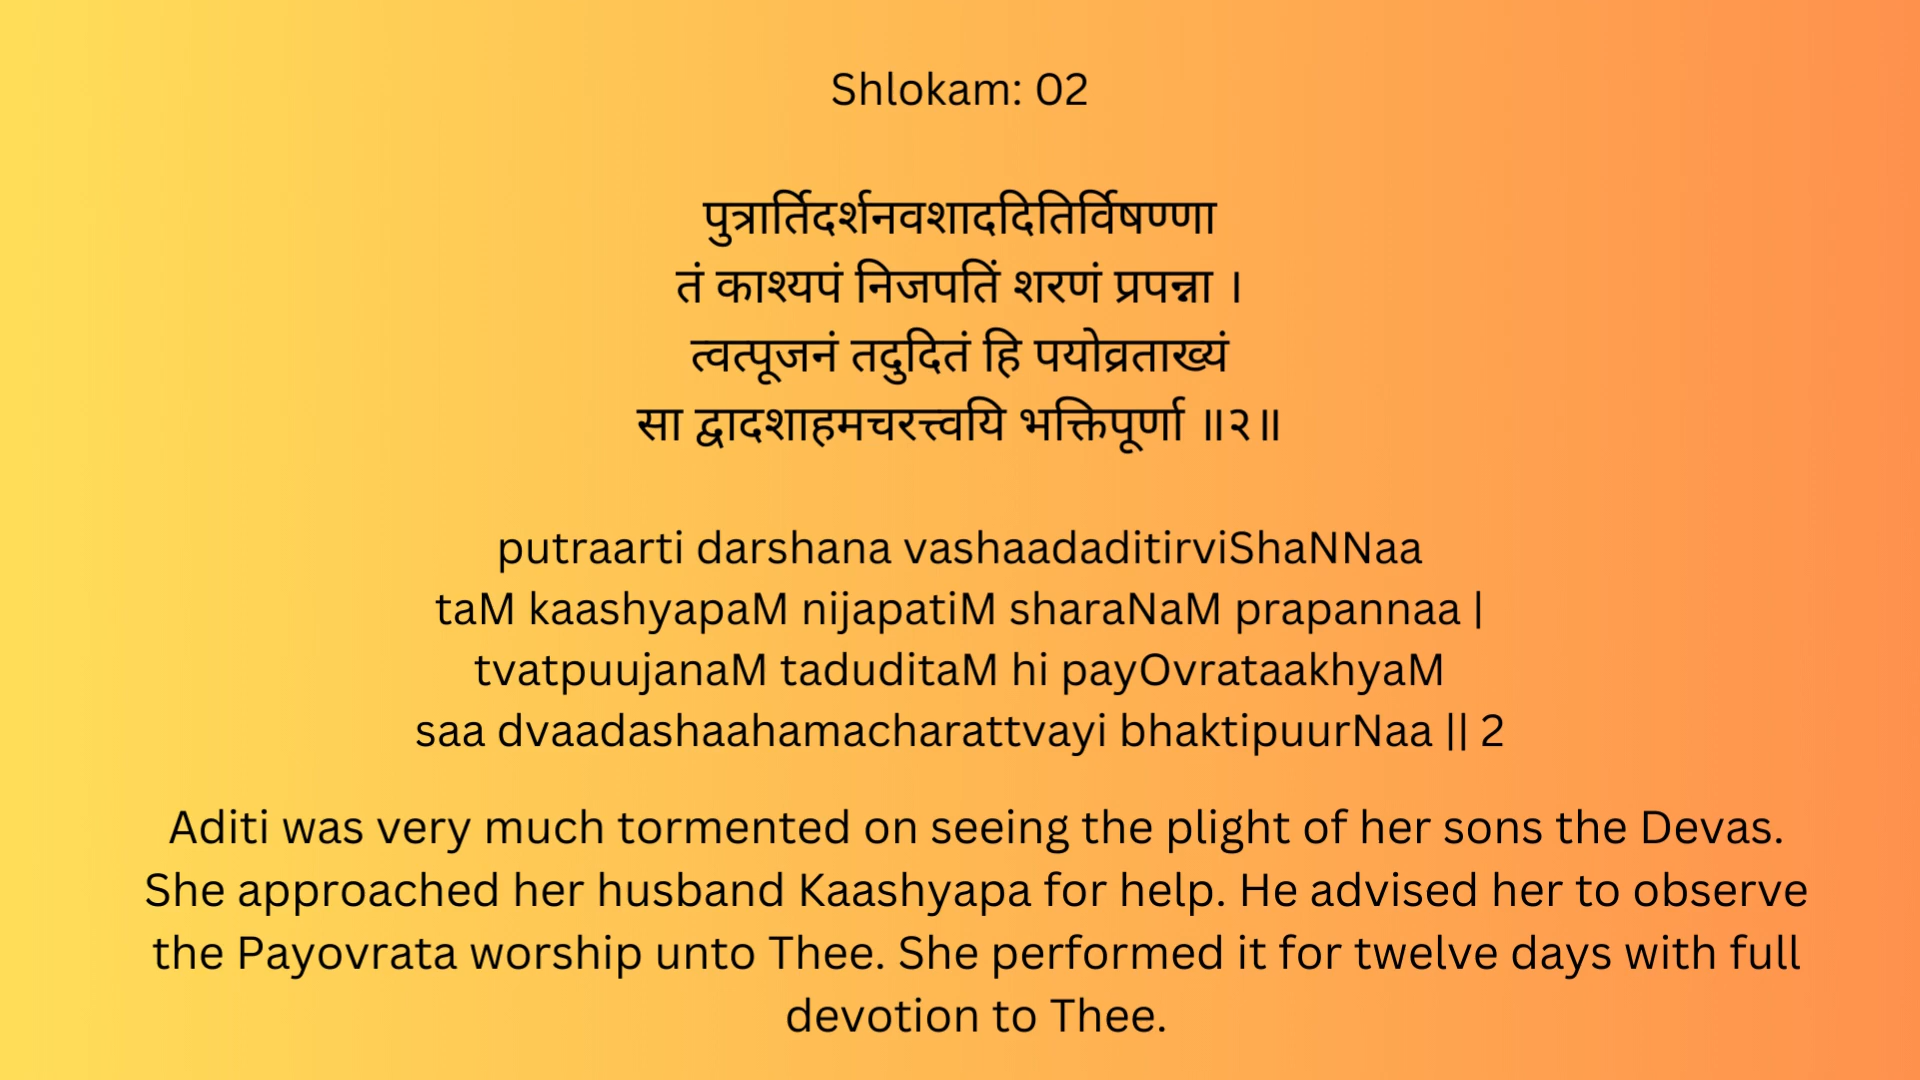 Shlokam: 02
पुत्रार्तिदर्शनवशाददितिर्विषण्णा
तं काश्यपं निजपतिं शरणं प्रपन्ना ।
त्वत्पूजनं तदुदितं हि पयोव्रताख्यं
सा द्वादशाहमचरत्त्वयि भक्तिपूर्णा ॥२॥
putraarti darshana vashaadaditirviShaNNaa
taM kaashyapaM nijapatiM sharaNaM prapannaa |
tvatpuujanaM taduditaM hi payOvrataakhyaM
saa dvaadashaahamacharattvayi bhaktipuurNaa || 2
Aditi was very much tormented on seeing the plight of her sons the Devas.
She approached her husband Kaashyapa for help. He advised her to observe
the Payovrata worship unto Thee. She performed it for twelve days with full
devotion to Thee.